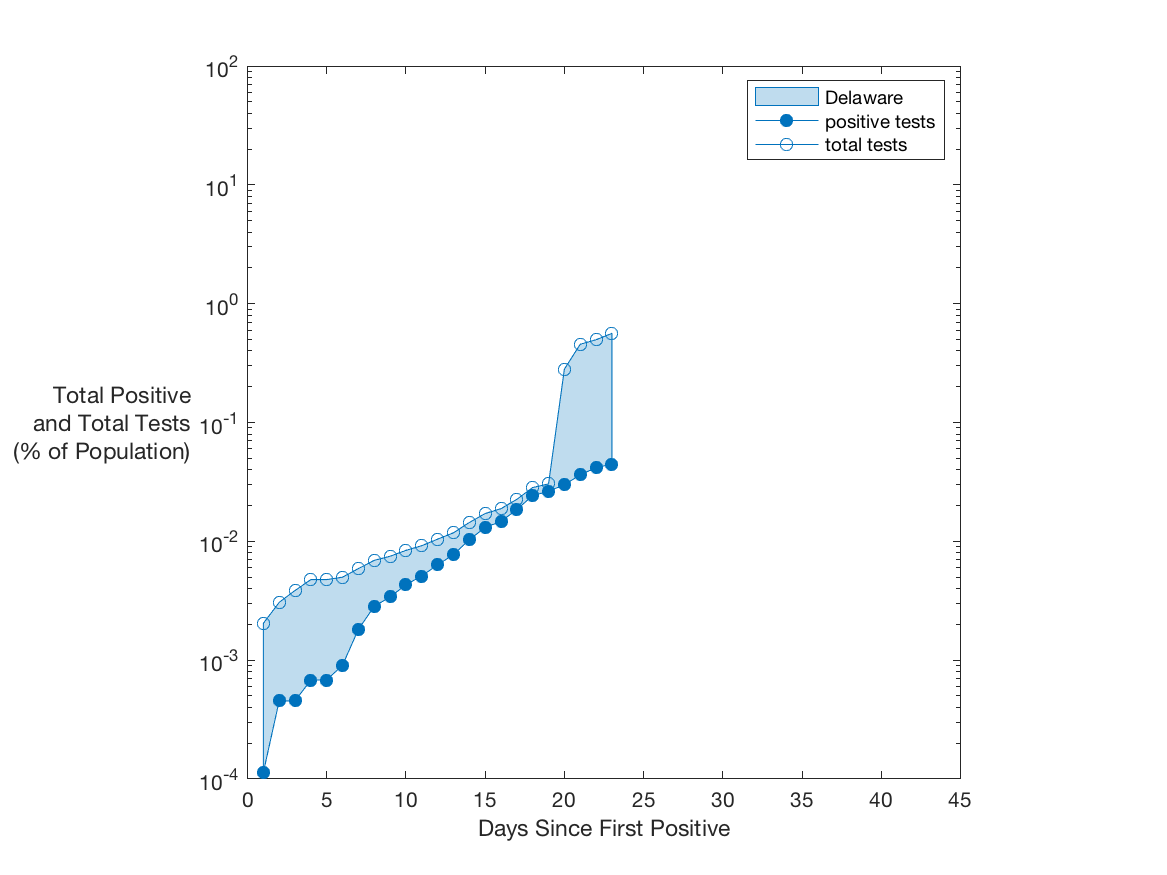 Delaware
positive tests
total tests
10^2
10^1
10^0
10^-1
10^-2
10^-3
10^-4
Total Positive
and Total Tests
(% of Population)
0 5 10 15 20 25 30 35 40 45
Days Since First Positive